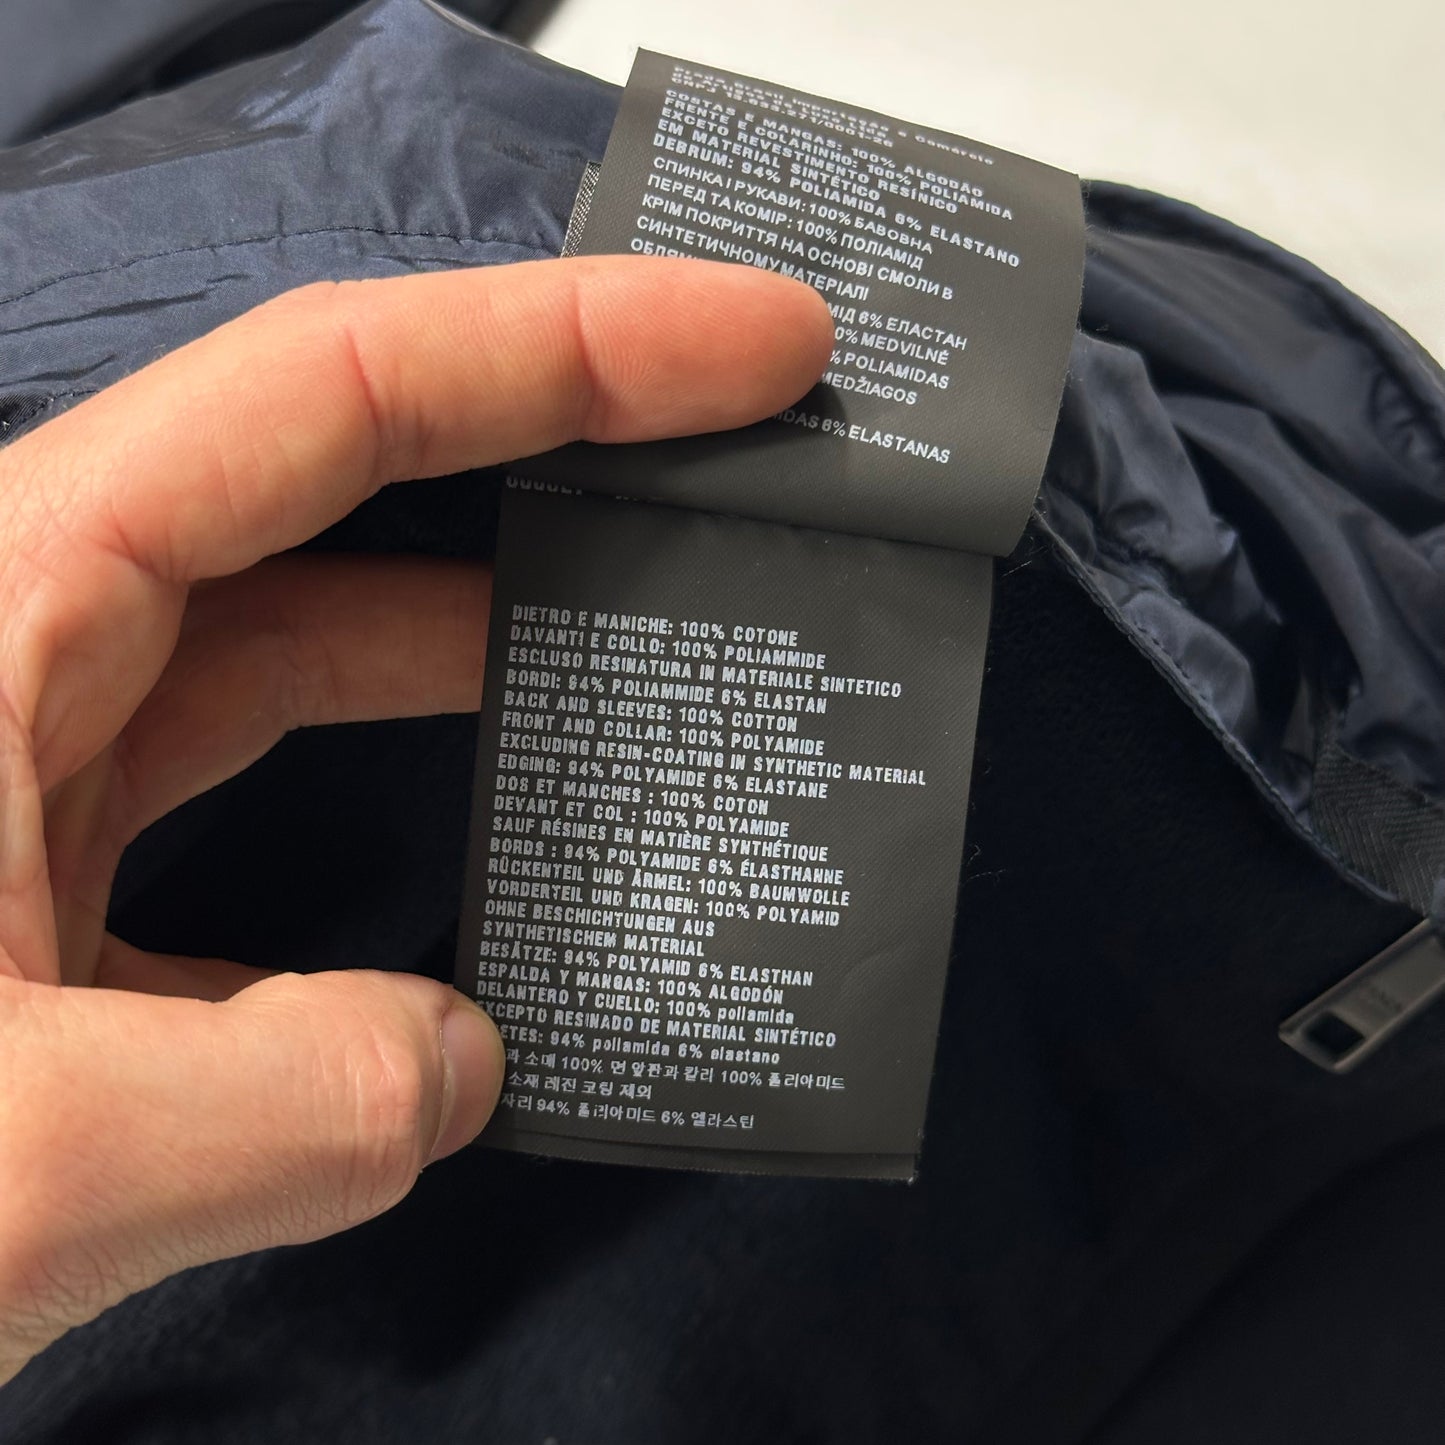 Prada Brasil Importação e Comércio
COSTAS E MANGAS: 100% ALGODÃO
FRENTE E COLARINHO: 100% POLIAMIDA
EXCETO REVESTIMENTO RESÍNICO
EM MATERIAL SINTÉTICO
DEBRUM: 94% POLIAMIDA 6% ELASTANO
СПИНКА І РУКАВИ: 100% БАВОВНА
ПЕРЕД ТА КОМІР: 100% ПОЛІАМІД
КРІМ ПОКРИТТЯ НА ОСНОВІ СМОЛИ В
СИНТЕТИЧНОМУ МАТЕРІАЛІ
6% ЕЛАСТАН
MEDVILNĖ
% POLIAMIDAS
MEDŽIAGOS
6% ELASTANAS
DIETRO E MANICHE: 100% COTONE
DAVANTI E COLLO: 100% POLIAMMIDE
ESCLUSO RESINATURA IN MATERIALE SINTETICO
BORDI: 94% POLIAMMIDE 6% ELASTAN
BACK AND SLEEVES: 100% COTTON
FRONT AND COLLAR: 100% POLYAMIDE
EXCLUDING RESIN-COATING IN SYNTHETIC MATERIAL
EDGING: 94% POLYAMIDE 6% ELASTANE
DOS ET MANCHES : 100% COTON
DEVANT ET COL : 100% POLYAMIDE
SAUF RÉSINES EN MATIÈRE SYNTHÉTIQUE
BORDS : 94% POLYAMIDE 6% ÉLASTHANNE
RÜCKENTEIL UND ÄRMEL: 100% BAUMWOLLE
VORDERTEIL UND KRAGEN: 100% POLYAMID
OHNE BESCHICHTUNGEN AUS
SYNTHETISCHEM MATERIAL
BESÄTZE: 94% POLYAMID 6% ELASTHAN
ESPALDA Y MANGAS: 100% ALGODÓN
DELANTERO Y CUELLO: 100% poliamida
EXCEPTO RESINADO DE MATERIAL SINTÉTICO
ETES: 94% poliamida 6% elastano
과 소매 100% 면 앞판과 칼리 100% 폴리아미드
소재 레진 코팅 제외
자리 94% 폴리아미드 6% 엘라스틴